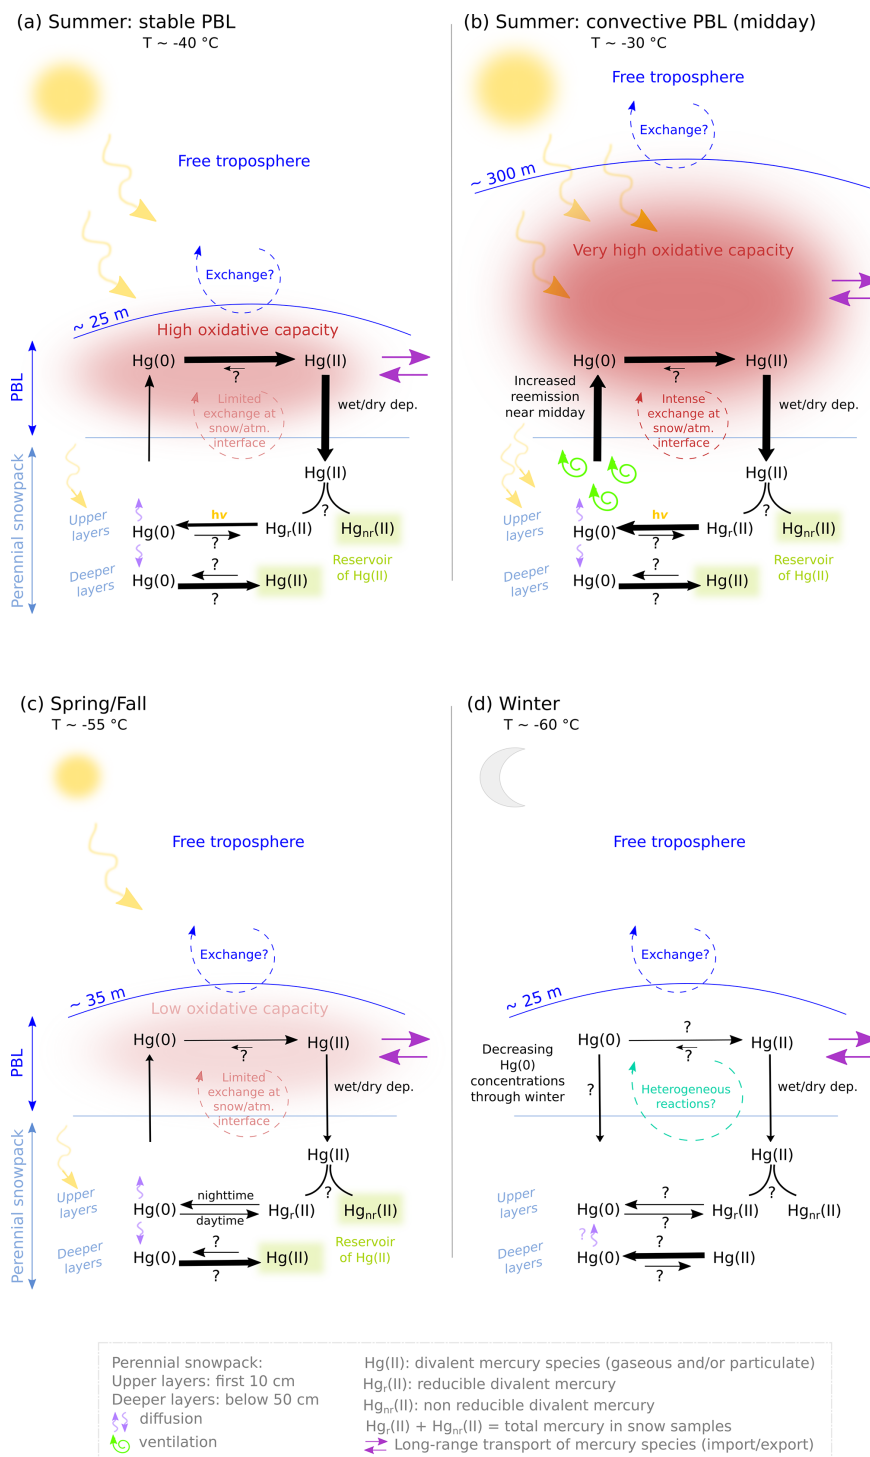 (a) Summer: stable PBL
T ~ -40 °C
Free troposphere
Exchange?
~ 25 m
High oxidative capacity
PBL
Hg(0)
Hg(II)
?
Limited
exchange at
snow/atm.
interface
wet/dry dep.
Perennial snowpack
Hg(II)
?
Upper
layers
Hg(0)
hν
?
Hgr(II)
Hgnr(II)
Reservoir
of Hg(II)
Deeper
layers
Hg(0)
?
?
Hg(II)
(b) Summer: convective PBL (midday)
T ~ -30 °C
Free troposphere
Exchange?
~ 300 m
Very high oxidative capacity
Hg(0)
Hg(II)
?
Increased
reemission
near midday
Intense
exchange at
snow/atm.
interface
wet/dry dep.
Hg(II)
?
Upper
layers
Hg(0)
hν
?
Hgr(II)
Hgnr(II)
Reservoir
of Hg(II)
Deeper
layers
Hg(0)
?
?
Hg(II)
(c) Spring/Fall
T ~ -55 °C
Free troposphere
Exchange?
~ 35 m
Low oxidative capacity
PBL
Hg(0)
Hg(II)
?
Limited
exchange at
snow/atm.
interface
wet/dry dep.
Perennial snowpack
Hg(II)
?
Upper
layers
Hg(0)
nighttime
daytime
Hgr(II)
Hgnr(II)
Reservoir
of Hg(II)
Deeper
layers
Hg(0)
?
?
Hg(II)
(d) Winter
T ~ -60 °C
Free troposphere
Exchange?
~ 25 m
Hg(0)
?
?
Hg(II)
Decreasing
Hg(0)
concentrations
through winter
?
Heterogeneous
reactions?
wet/dry dep.
Hg(II)
?
Upper
layers
Hg(0)
?
?
Hgr(II)
Hgnr(II)
?
Deeper
layers
Hg(0)
?
?
Hg(II)
Perennial snowpack:
Upper layers: first 10 cm
Deeper layers: below 50 cm
diffusion
ventilation
Hg(II): divalent mercury species (gaseous and/or particulate)
Hgr(II): reducible divalent mercury
Hgnr(II): non reducible divalent mercury
Hgr(II) + Hgnr(II) = total mercury in snow samples
Long-range transport of mercury species (import/export)